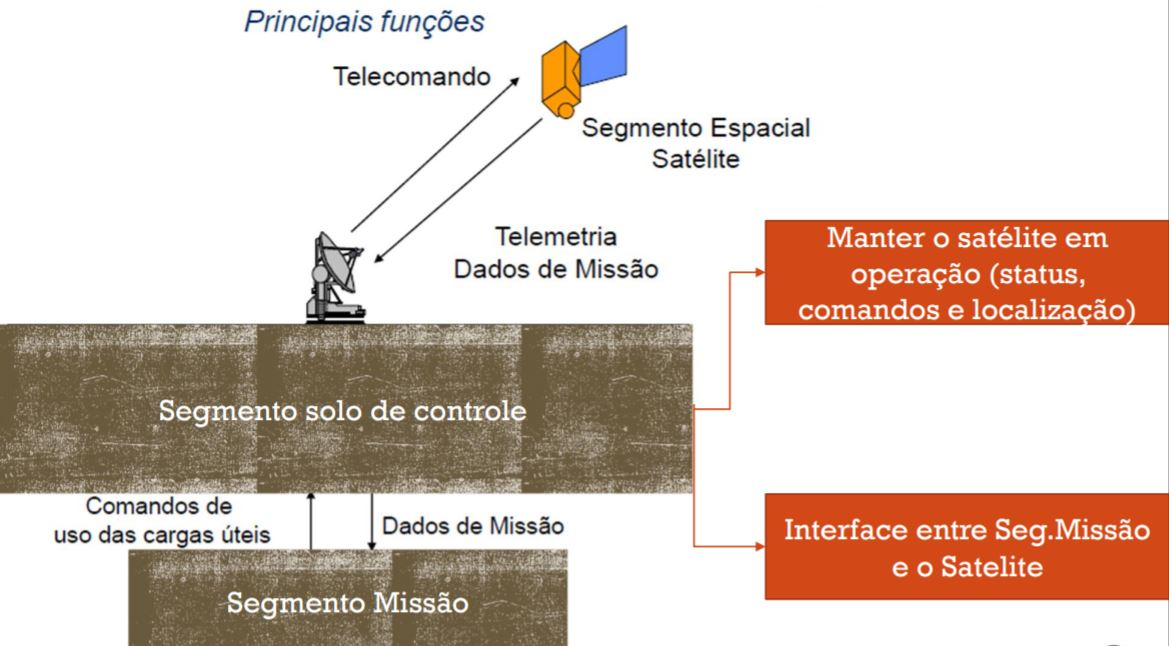 Principais funções
Telecomando
Segmento Espacial
Satélite
Telemetria
Dados de Missão
Manter o satélite em
operação (status,
comandos e localização)
Segmento solo de controle
Comandos de
uso das cargas úteis
Dados de Missão
Interface entre Seg.Missão
e o Satelite
Segmento Missão